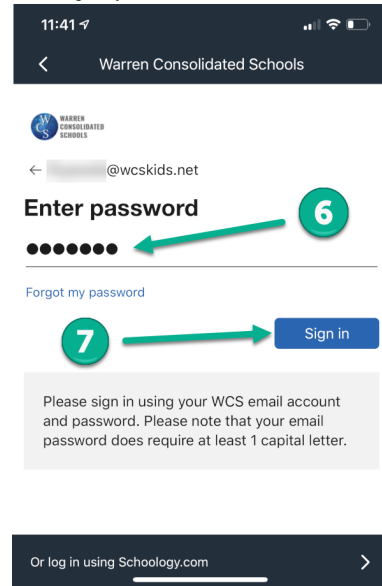 11:41
Warren Consolidated Schools
WCS
WARREN
CONSOLIDATED
SCHOOLS
@wcskids.net
Enter password
6
Forgot my password
7
Sign in
Please sign in using your WCS email account
and password. Please note that your email
password does require at least 1 capital letter.
Or log in using Schoology.com